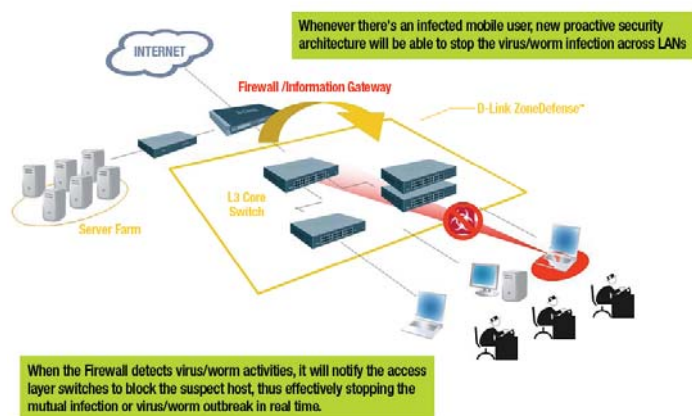 Whenever there's an infected mobile user, new proactive security
architecture will be able to stop the virus/worm infection across LANs
INTERNET
Firewall /Information Gateway
D-Link ZoneDefense™
L3 Core
Switch
Server Farm
When the Firewall detects virus/worm activities, it will notify the access
layer switches to block the suspect host, thus effectively stopping the
mutual infection or virus/worm outbreak in real time.